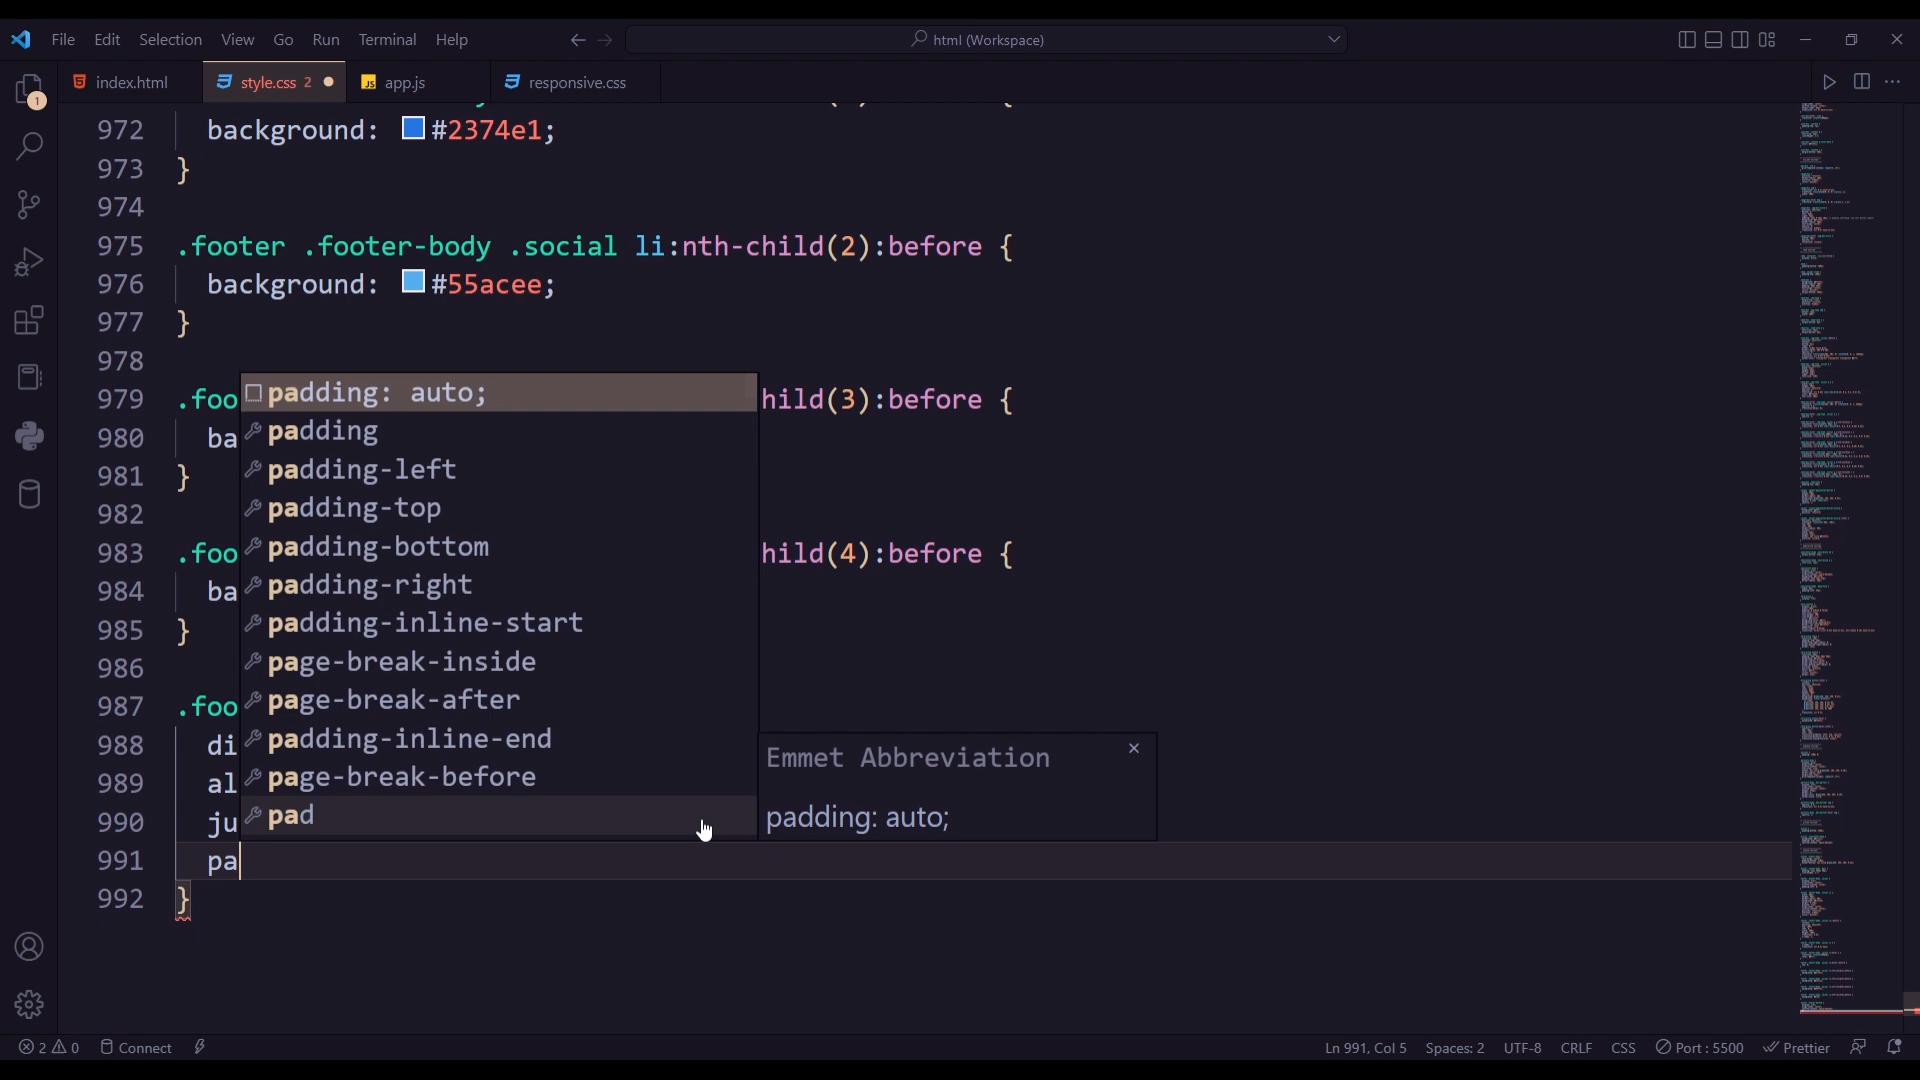 File Edit Selection View Go Run Terminal Help html (Workspace)
index.html style.css 2 app.js responsive.css
1
972 background: #2374e1;
973 }
974
975 .footer .footer-body .social li:nth-child(2):before {
976 background: #55acee;
977 }
978
979 .foo hild(3):before {
980 ba
981 }
982
983 .foo hild(4):before {
984 ba
985 }
986
987 .foo
988 di
989 al
990 ju
991 pa
992 }
padding: auto;
padding
padding-left
padding-top
padding-bottom
padding-right
padding-inline-start
page-break-inside
page-break-after
padding-inline-end
page-break-before
pad
Emmet Abbreviation
padding: auto;
2 0 Connect Ln 991, Col 5 Spaces: 2 UTF-8 CRLF CSS Port : 5500 Prettier